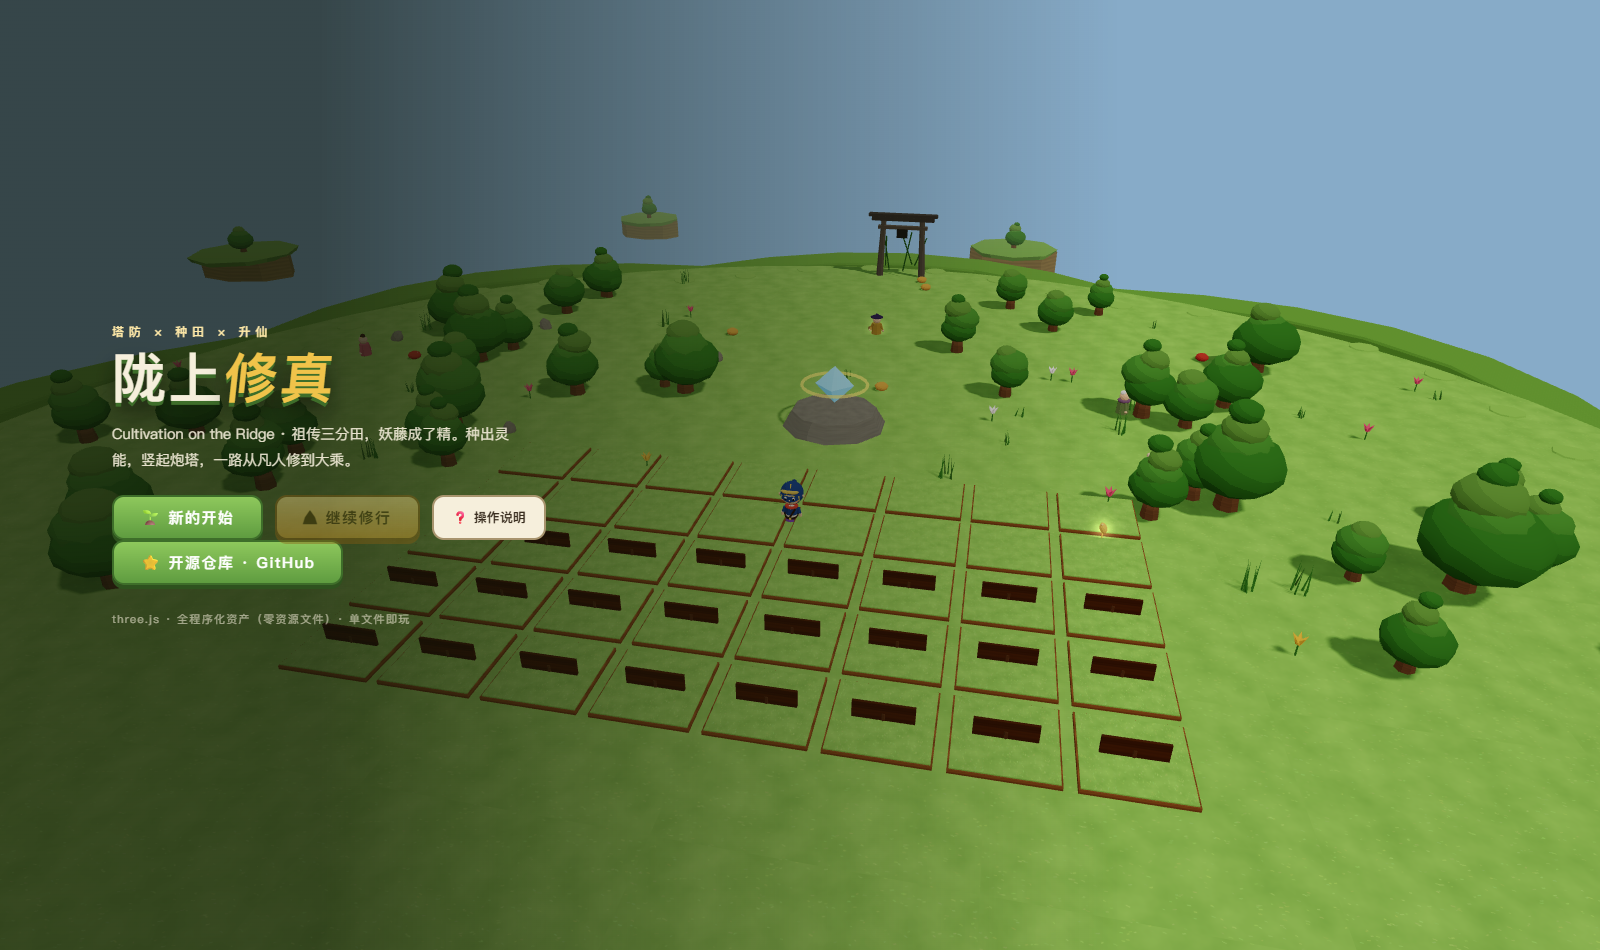 塔防 × 种田 × 升仙
陇上修真
Cultivation on the Ridge · 祖传三分田，妖藤成了精。种出灵
能，竖起炮塔，一路从凡人修到大乘。
新的开始
继续修行
? 操作说明
开源仓库 · GitHub
three.js · 全程序化资产（零资源文件）· 单文件即玩